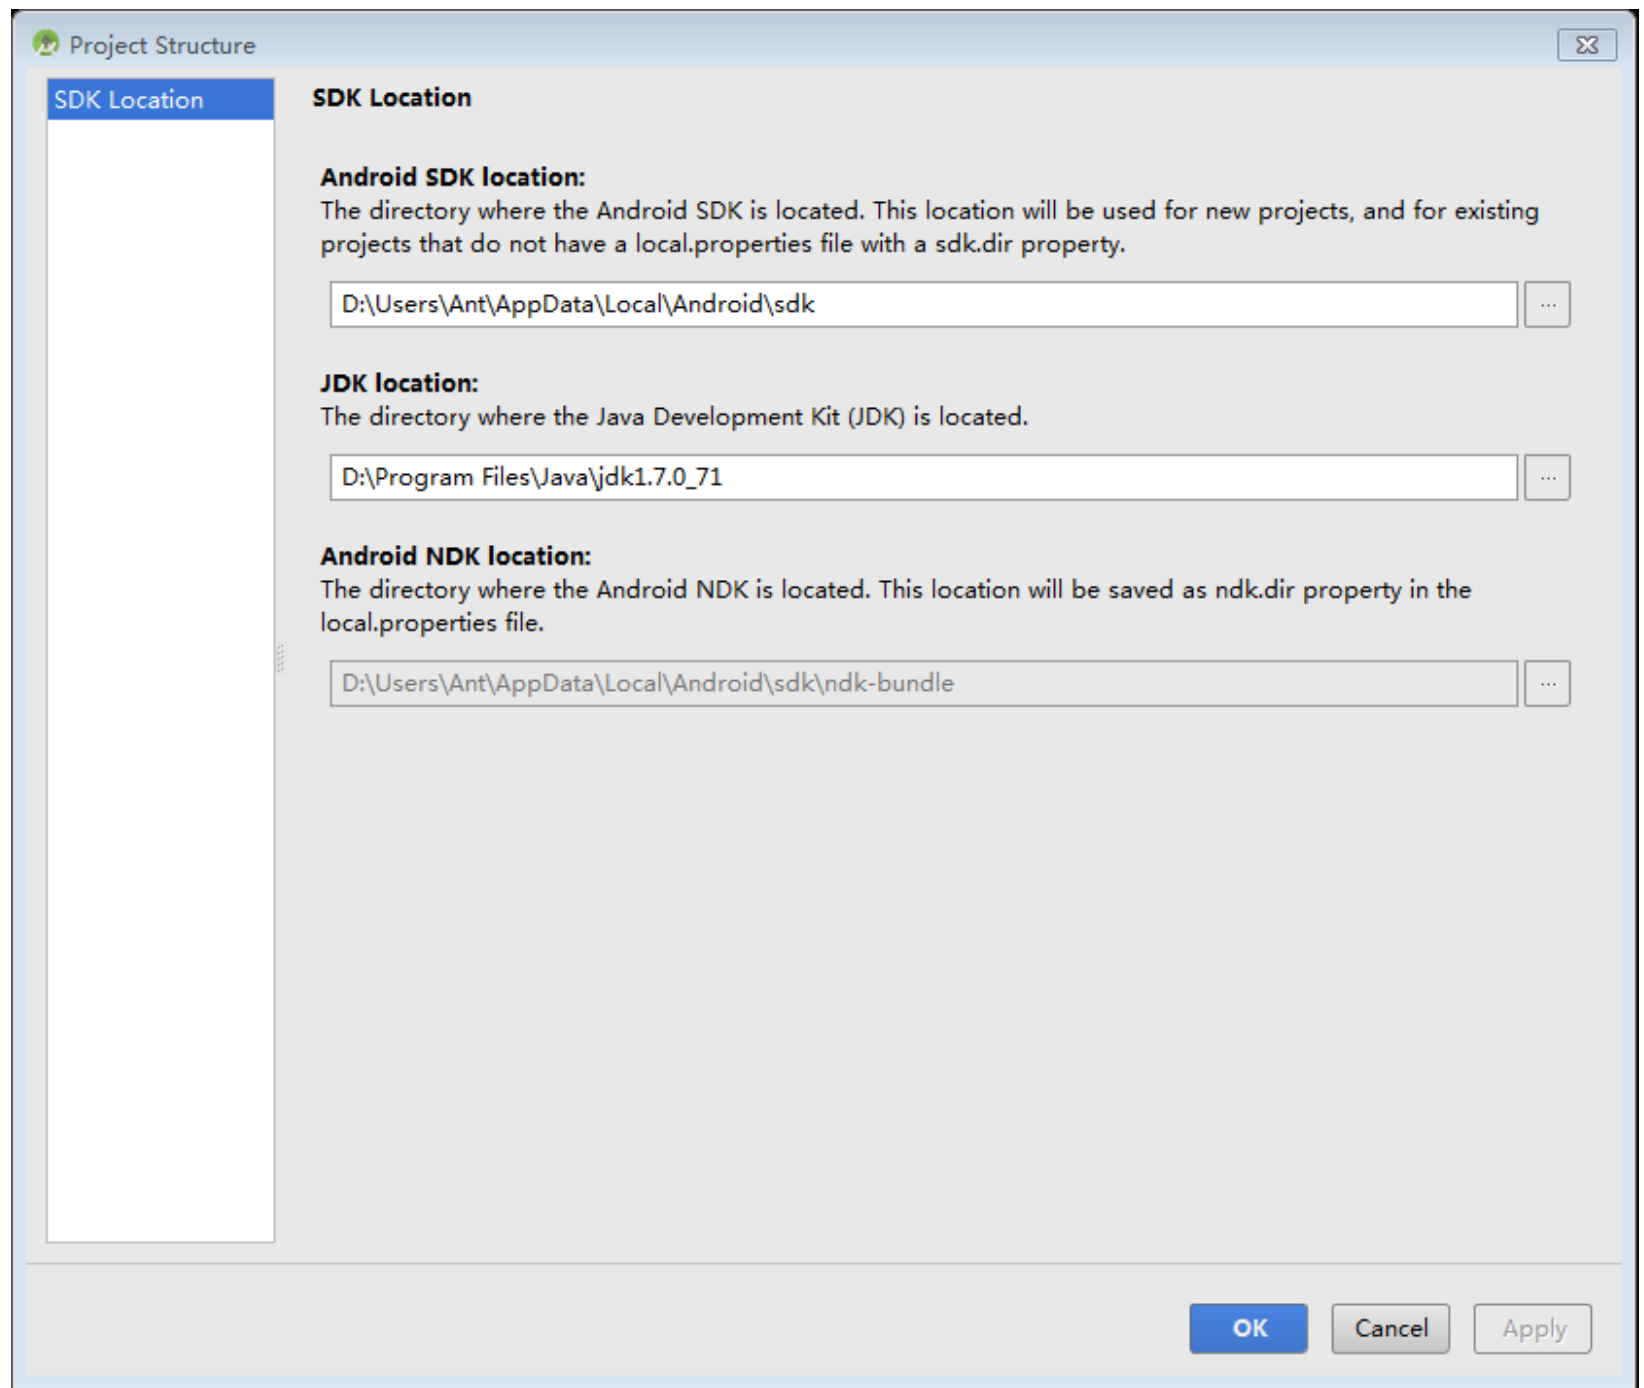 Project Structure
SDK Location
SDK Location
Android SDK location:
The directory where the Android SDK is located. This location will be used for new projects, and for existing
projects that do not have a local.properties file with a sdk.dir property.
D:\Users\Ant\AppData\Local\Android\sdk
...
JDK location:
The directory where the Java Development Kit (JDK) is located.
D:\Program Files\Java\jdk1.7.0_71
...
Android NDK location:
The directory where the Android NDK is located. This location will be saved as ndk.dir property in the
local.properties file.
D:\Users\Ant\AppData\Local\Android\sdk\ndk-bundle
...
OK
Cancel
Apply